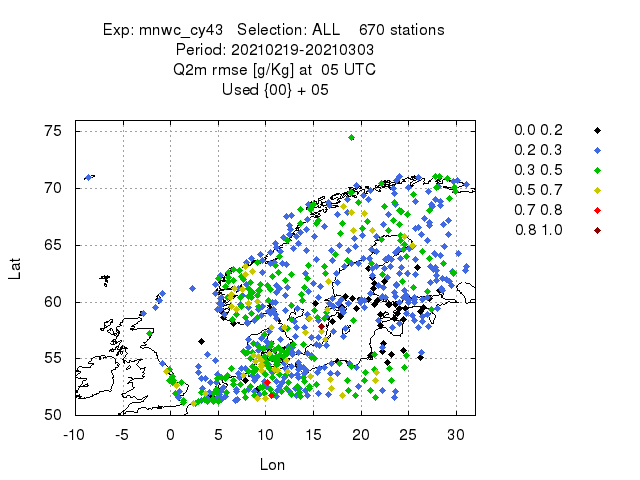 Exp: mnwc_cy43   Selection: ALL    670 stations
Period: 20210219-20210303
Q2m rmse [g/Kg] at  05 UTC
Used {00} + 05
0.0 0.2
0.2 0.3
0.3 0.5
0.5 0.7
0.7 0.8
0.8 1.0
75
70
65
60
55
50
Lat
-10 -5 0 5 10 15 20 25 30
Lon